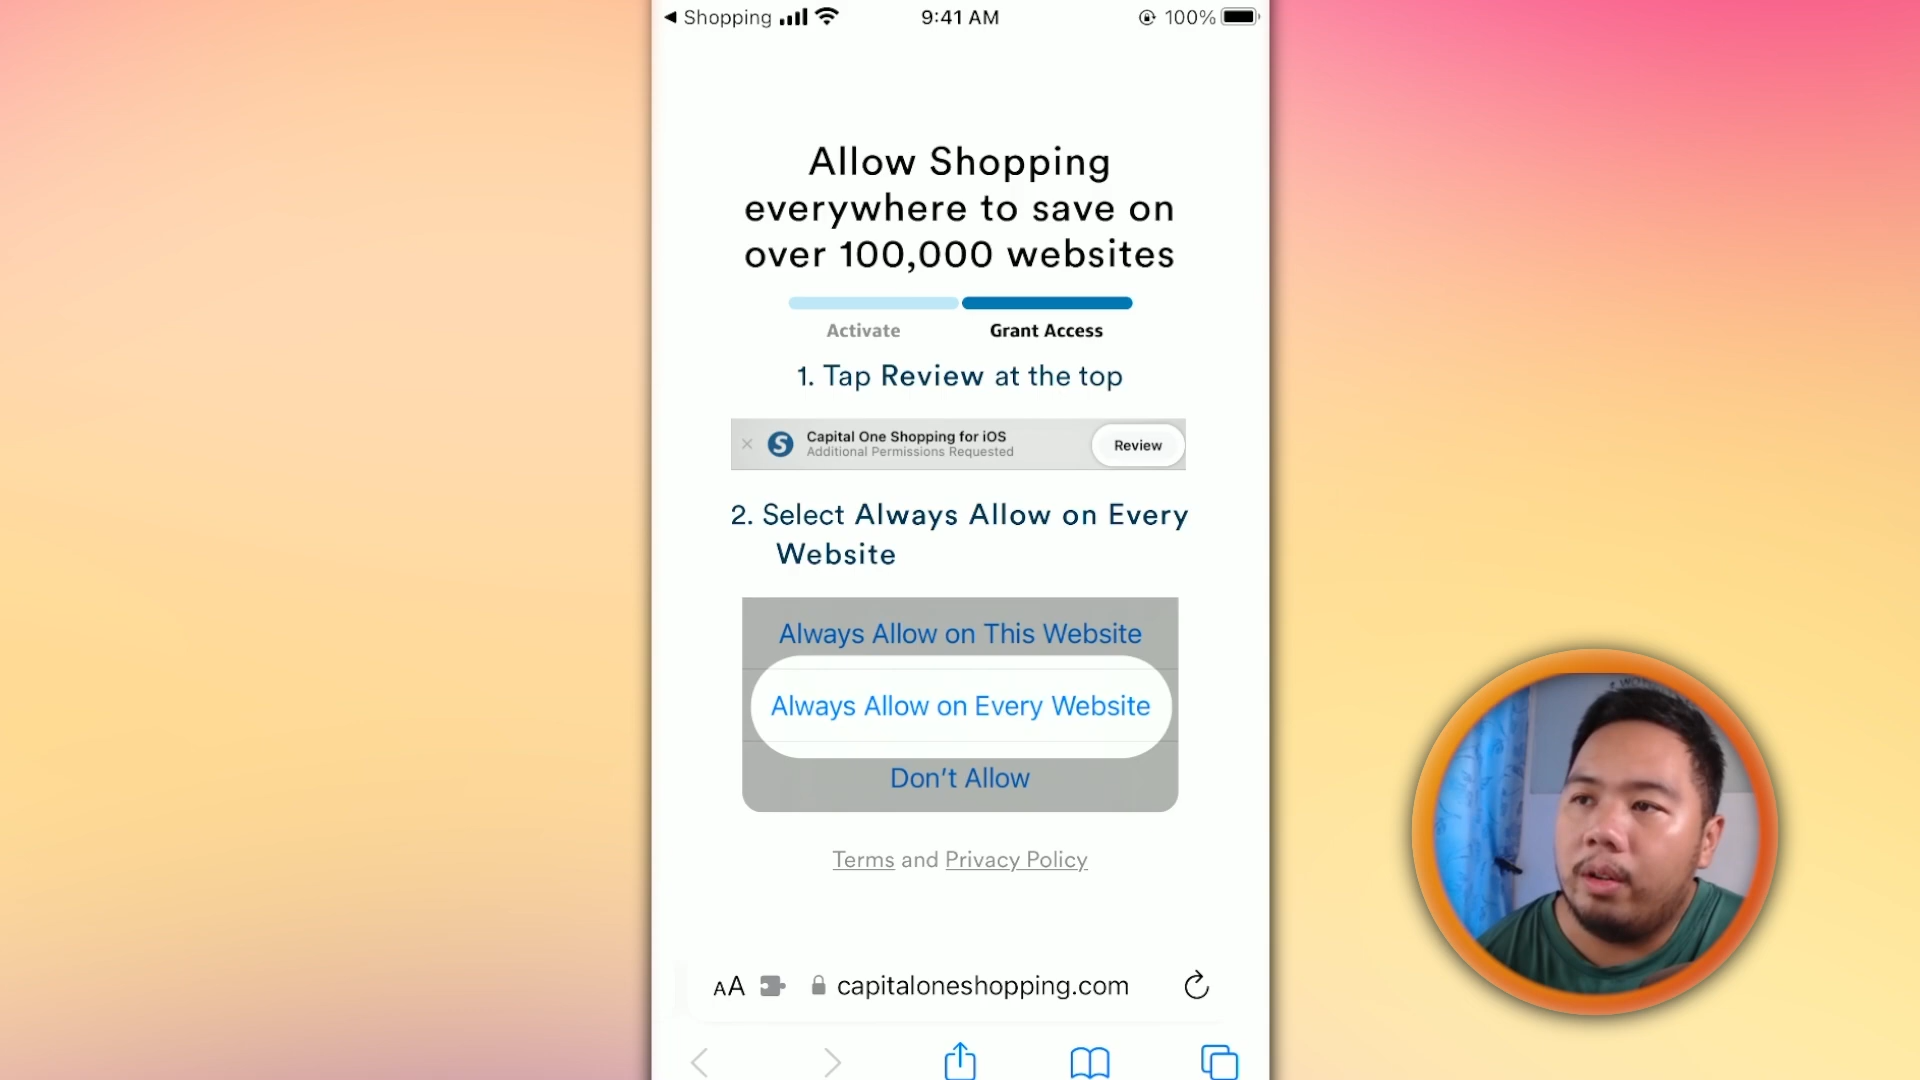 Shopping 9:41 AM 100%
Allow Shopping
everywhere to save on
over 100,000 websites
Activate Grant Access
1. Tap Review at the top
Capital One Shopping for iOS
Additional Permissions Requested
Review
2. Select Always Allow on Every
Website
Always Allow on This Website
Always Allow on Every Website
Don't Allow
Terms and Privacy Policy
AA capitaloneshopping.com